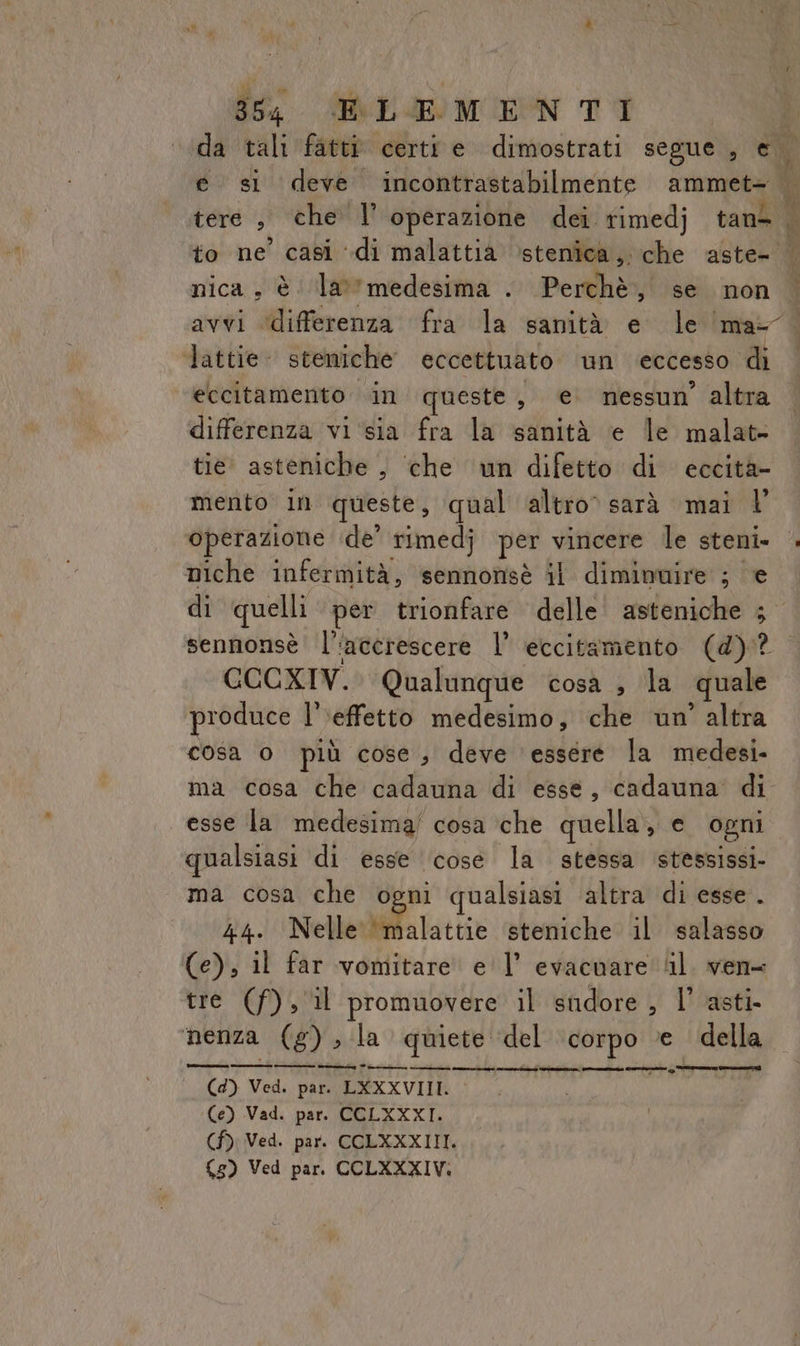 354 ELEMENTI
da tali fatti certi e dimostrati segue , e
e si deve incontrastabilmente ammet-
tere , che l' operazione dei rimedj tan-
to ne' casi di malattia stenica, che aste-
nica , è la medesima . Perchè, se non
avvi differenza fra la sanità e le ma-
lattie steniche eccettuato un eccesso di
eccitamento in queste, e nessun' altra
differenza vi sia fra la sanità e le malat-
tie asteniche , che un difetto di eccita-
mento in queste, qual altro sarà mai l'
operazione de' rimedj per vincere le steni-
niche infermità, sennonsè il diminuire ; e
di quelli per trionfare delle asteniche ;
sennonsè l'accrescere l' eccitamento (d)?
CCCXIV. Qualunque cosa , la quale
produce l' effetto medesimo, che un' altra
cosa o più cose , deve essere la medesi-
ma cosa che cadauna di esse , cadauna di
esse la medesima cosa che quella, e ogni
qualsiasi di esse cose la stessa stessissi-
ma cosa che ogni qualsiasi altra di esse .
44. Nelle malattie steniche il salasso
(e), il far vomitare e l' evacuare il ven-
tre (f), il promuovere il sudore , l' asti-
nenza (g) , la quiete del corpo e della
(d) Ved. par. LXXXVIII.
(e) Vad. par. CCLXXXI.
(f) Ved. par. CCLXXXIII.
(g) Ved par. CCLXXXIV.